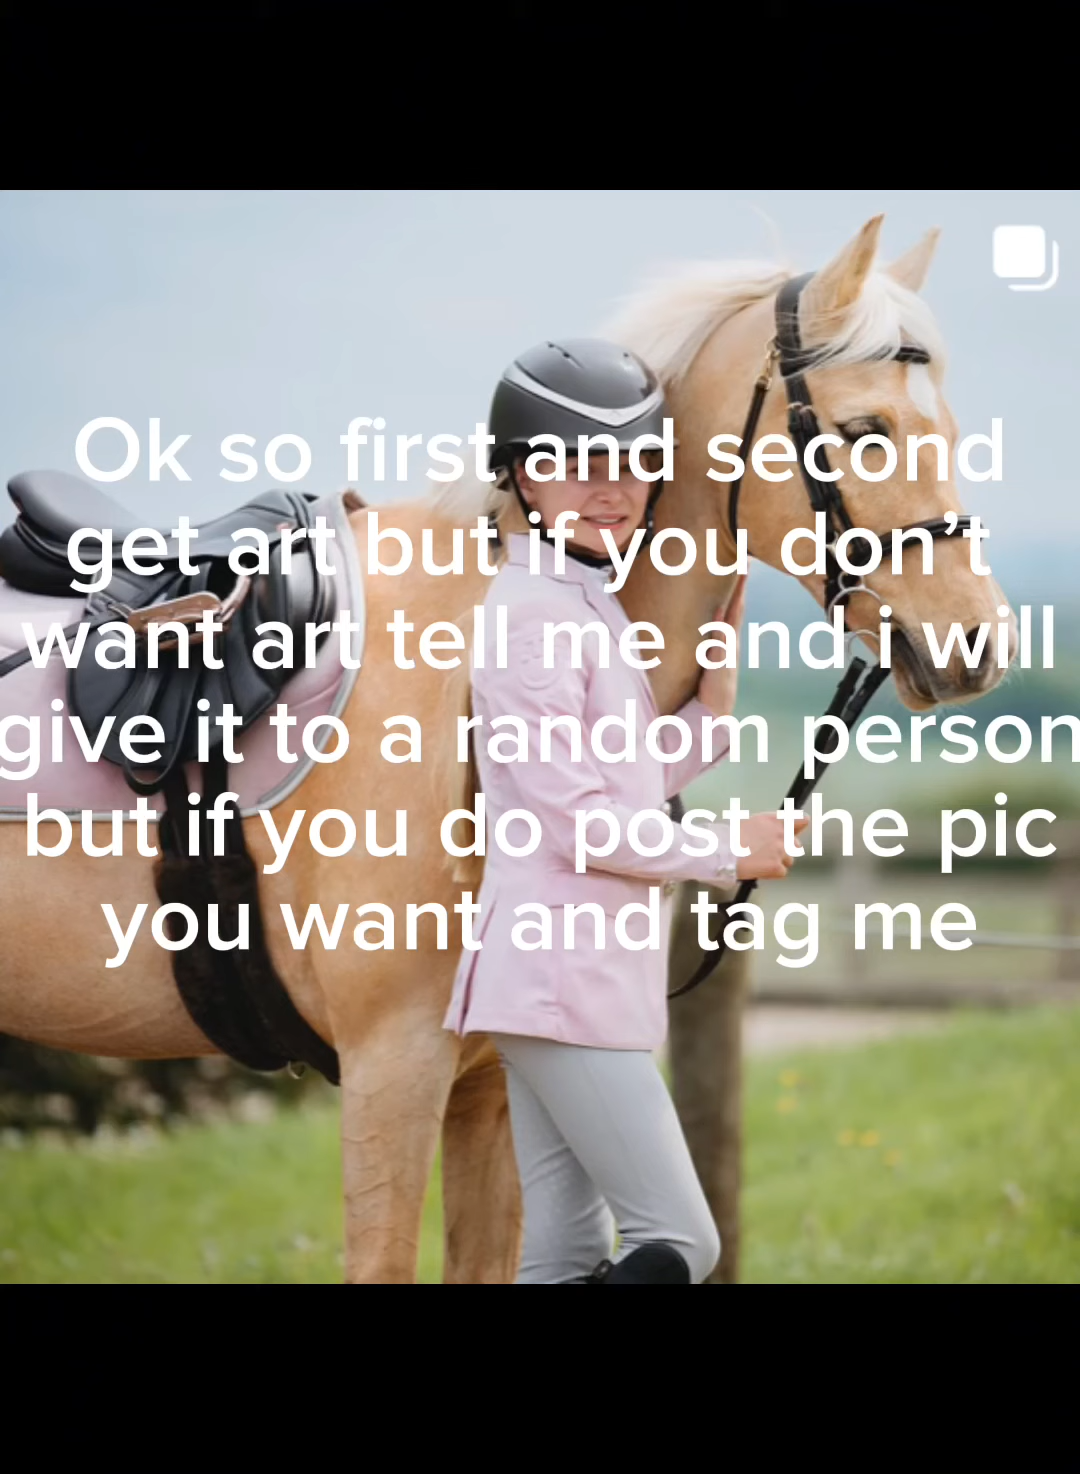 Ok so first and second
get art but if you don’t
want art tell me and i will
give it to a random person
but if you do post the pic
you want and tag me